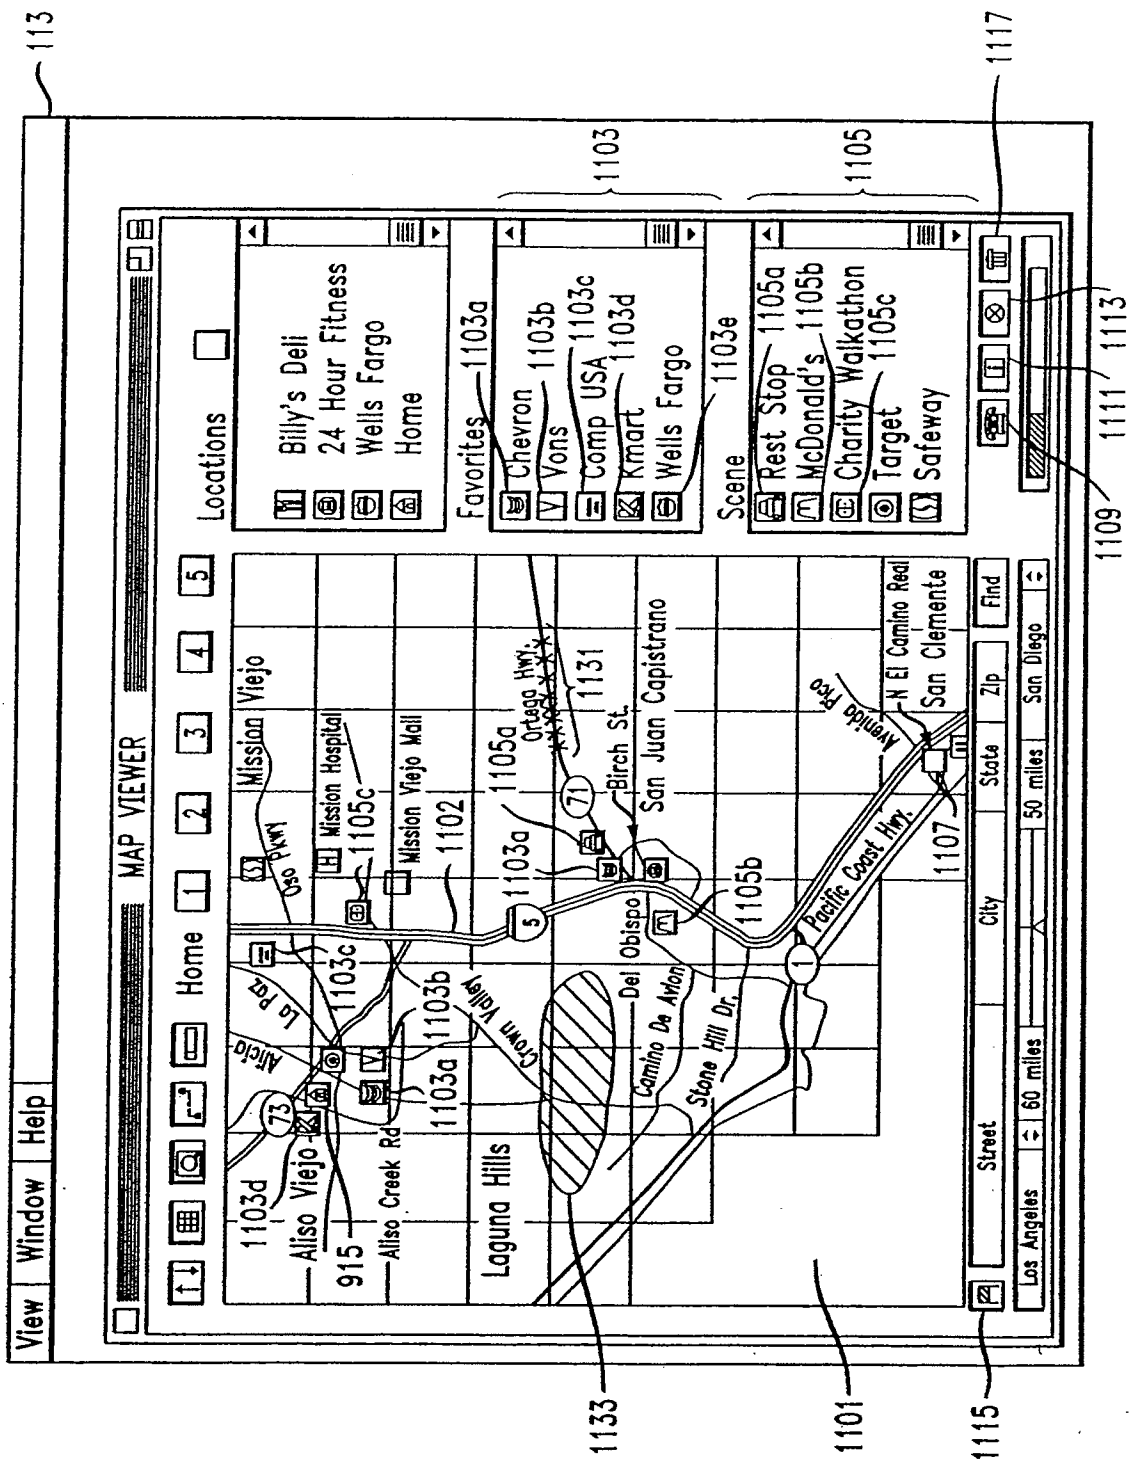 113
View Window Help
MAP VIEWER
Home 1 2 3 4 5
Locations
Billy's Deli
24 Hour Fitness
Wells Fargo
Home
Favorites
1103a
Chevron
1103b
V Vons
1103c
Comp USA
1103d
Kmart
Wells Fargo
1103e
1103
Scene
Rest Stop 1105a
McDonald's 1105b
Charity Walkathon
1105c
Target
Safeway
1105
1103d
73
Alicia
La Paz
Oso Pkwy
Mission Viejo
Mission
Aliso Viejo
915
Aliso Creek Rd
1103a
V
1103b
1103c
H Mission Hospital
1105c
Mission Viejo Mall
1102
Laguna Hills
Crown Valley
5
1103a
1105a
71
Ortega Hwy.
1131
Birch St.
San Juan Capistrano
Del Obispo
1105b
Camino De Avion
Stone Hill Dr.
1
Pacific Coast Hwy.
1107
Avenida Pico
N El Camino Real
San Clemente
1133
1101
1115
Street City State Zip Find
Los Angeles 60 miles 50 miles San Diego
1109
1111
1113
1117